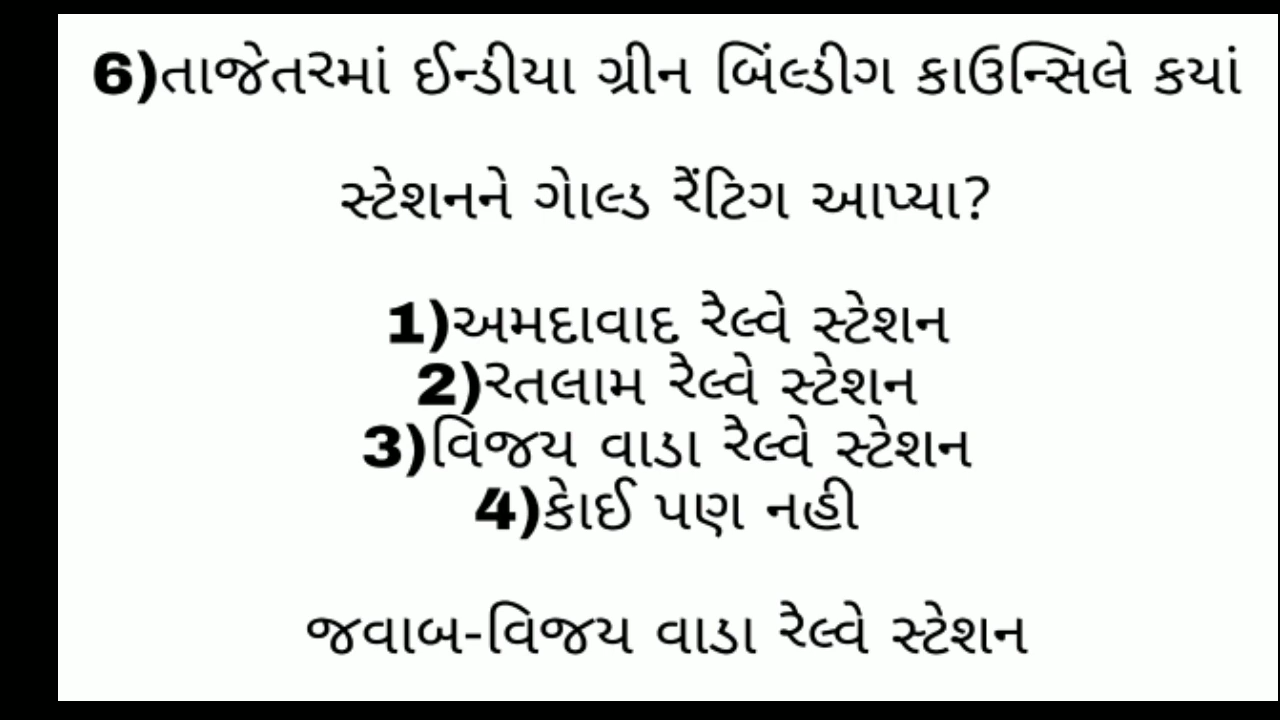 6)તાજેતરમાં ઈન્ડીયા ગ્રીન બિંલ્ડીગ કાઉન્સિલે કયાં
સ્ટેશનને ગેાલ્ડ રેંટિગ આપ્યા?
1)અમદાવાદ રેલ્વે સ્ટેશન
2)રતલામ રેલ્વે સ્ટેશન
3)વિજય વાડા રેલ્વે સ્ટેશન
4)કેાઈ પણ નહી
જવાબ-વિજય વાડા રેલ્વે સ્ટેશન